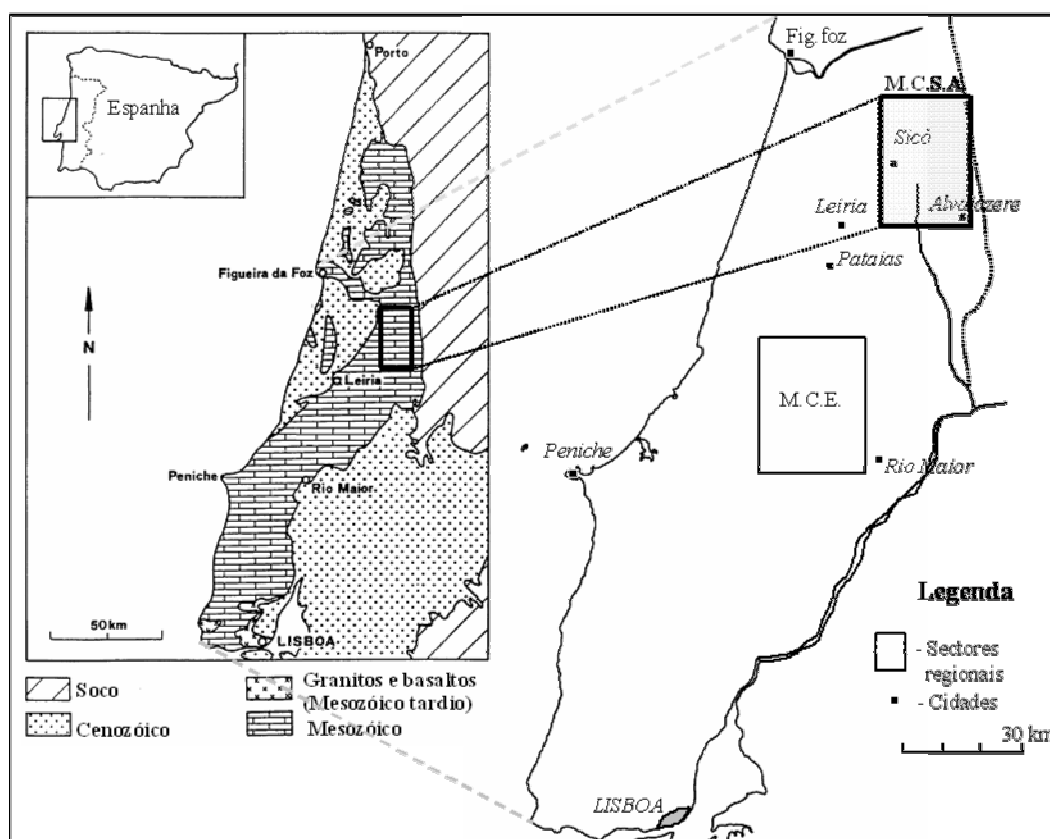 Espanha
Porto
Figueira da Foz
N
Leiria
Peniche
Rio Maior
50km
LISBOA
Soco
Cenozóico
Granitos e basaltos
(Mesozóico tardio)
Mesozóico
Fig. foz
M.C.S.A.
Sicò
Leiria
Alvaiázere
Pataias
M.C.E.
Peniche
Rio Maior
LISBOA
Legenda
- Sectores
regionais
- Cidades
30 km